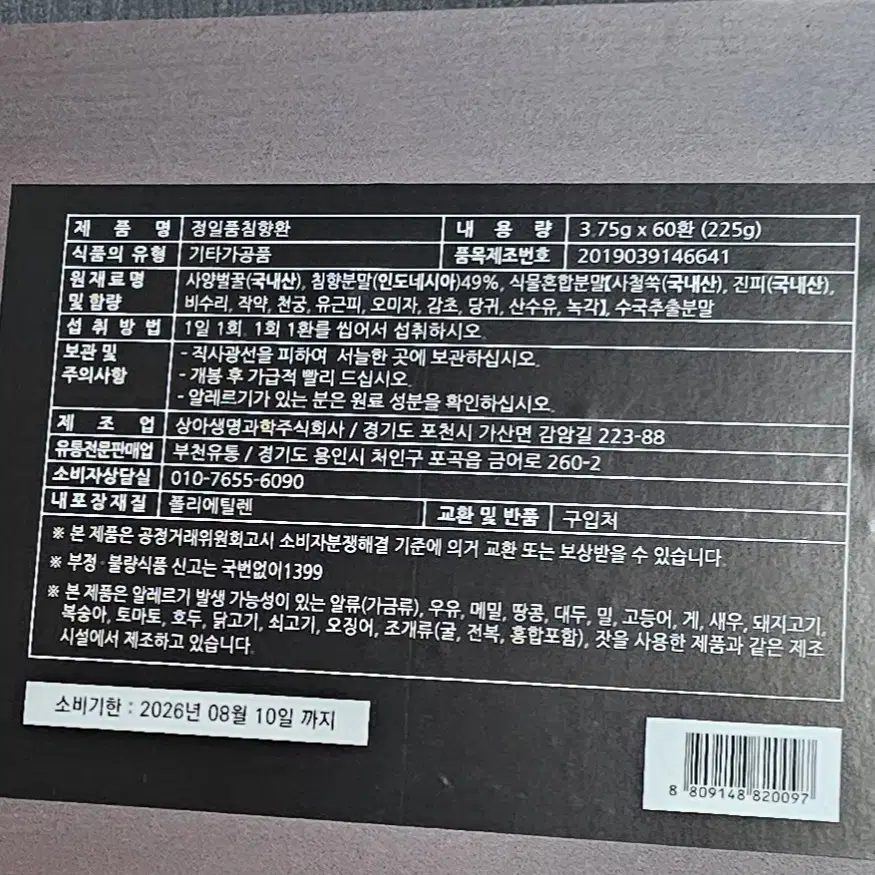 제 품 명 정일품침향환 내 용 량 3.75g x 60환 (225g)
식품의 유형 기타가공품 품목제조번호 2019039146641
원재료명 및 함량
사양벌꿀(국내산), 침향분말(인도네시아)49%, 식물혼합분말【사철쑥(국내산), 진피(국내산),
비수리, 작약, 천궁, 유근피, 오미자, 감초, 당귀, 산수유, 녹각】, 수국추출분말
섭 취 방 법 1일 1회, 1회 1환를 씹어서 섭취하시오.
보관 및 주의사항
- 직사광선을 피하여 서늘한 곳에 보관하십시오.
- 개봉 후 가급적 빨리 드십시오.
- 알레르기가 있는 분은 원료 성분을 확인하십시오.
제 조 업 상아생명과학주식회사 / 경기도 포천시 가산면 감암길 223-88
유통전문판매업 부천유통 / 경기도 용인시 처인구 포곡읍 금어로 260-2
소비자상담실 010-7655-6090
내포장재질 폴리에틸렌 교환 및 반품 구입처
※ 본 제품은 공정거래위원회고시 소비자분쟁해결 기준에 의거 교환 또는 보상받을 수 있습니다.
※ 부정·불량식품 신고는 국번없이1399
※ 본 제품은 알레르기 발생 가능성이 있는 알류(가금류), 우유, 메밀, 땅콩, 대두, 밀, 고등어, 게, 새우, 돼지고기,
복숭아, 토마토, 호두, 닭고기, 쇠고기, 오징어, 조개류(굴, 전복, 홍합포함), 잣을 사용한 제품과 같은 제조
시설에서 제조하고 있습니다.
소비기한 : 2026년 08월 10일 까지
8 809148 820097